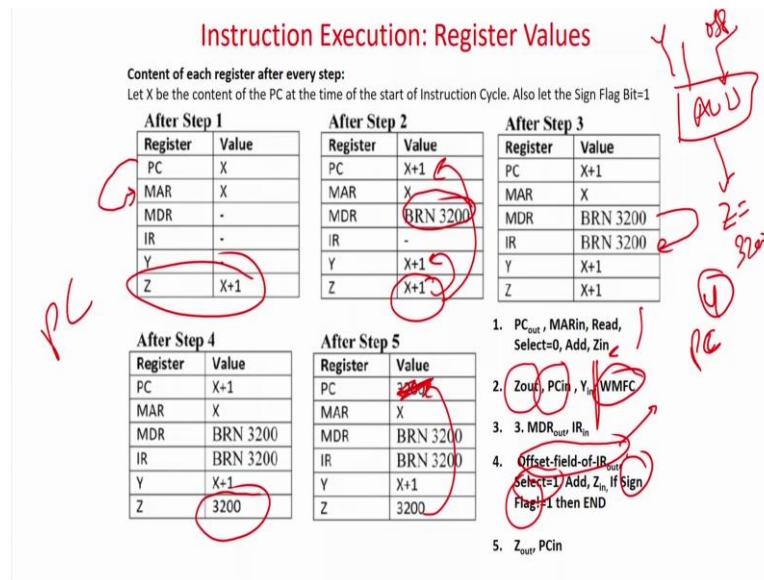 Instruction Execution: Register Values
Content of each register after every step:
Let X be the content of the PC at the time of the start of Instruction Cycle. Also let the Sign Flag Bit=1
After Step 1
Register Value
PC X
MAR X
MDR -
IR -
Y
Z X+1
After Step 2
Register Value
PC X+1
MAR X
MDR BRN 3200
IR -
Y X+1
Z X+1
After Step 3
Register Value
PC X+1
MAR X
MDR BRN 3200
IR BRN 3200
Y X+1
Z X+1
After Step 4
Register Value
PC X+1
MAR X
MDR BRN 3200
IR BRN 3200
Y X+1
Z 3200
After Step 5
Register Value
PC
MAR X
MDR BRN 3200
IR BRN 3200
Y X+1
Z 3200
1. PCout, MARin, Read,
Select=0, Add, Zin
2. Zout, PCin, Yin, WMFC
3. 3. MDRout, IRin
4. Offset-field-of-IRout,
Select=1, Add, Zin, If Sign
Flag!=1 then END
5. Zout, PCin
PC
Y
ALU
Z=
Y
PC